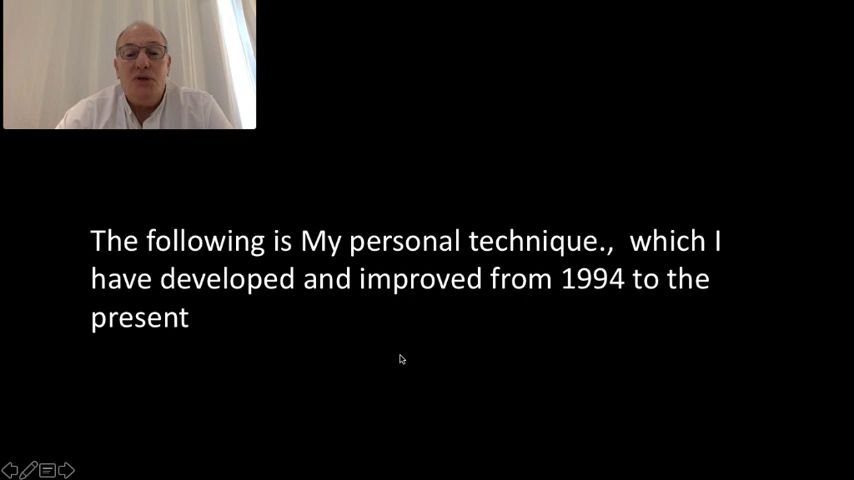 The following is My personal technique.,  which I
have developed and improved from 1994 to the
present